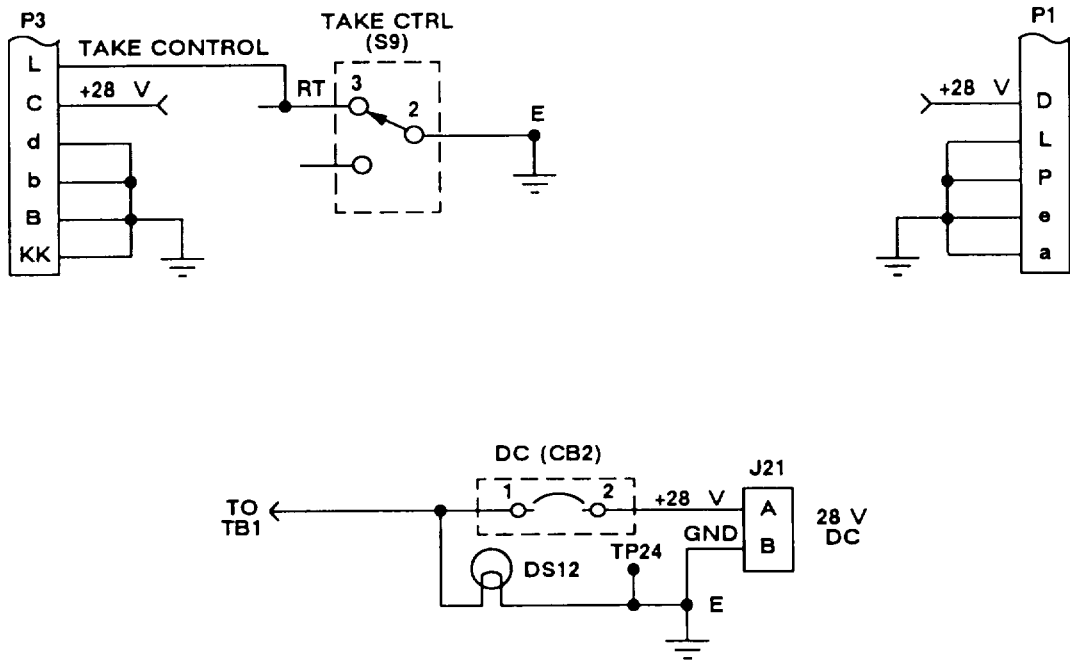 P3
TAKE CTRL
(S9)
P1
L
TAKE CONTROL
C
+28 V
RT
3
2
E
+28 V
D
d
L
b
P
B
e
KK
a
DC (CB2)
J21
1
2
+28 V
A
TO
TB1
28 V
DC
GND
B
TP24
DS12
E